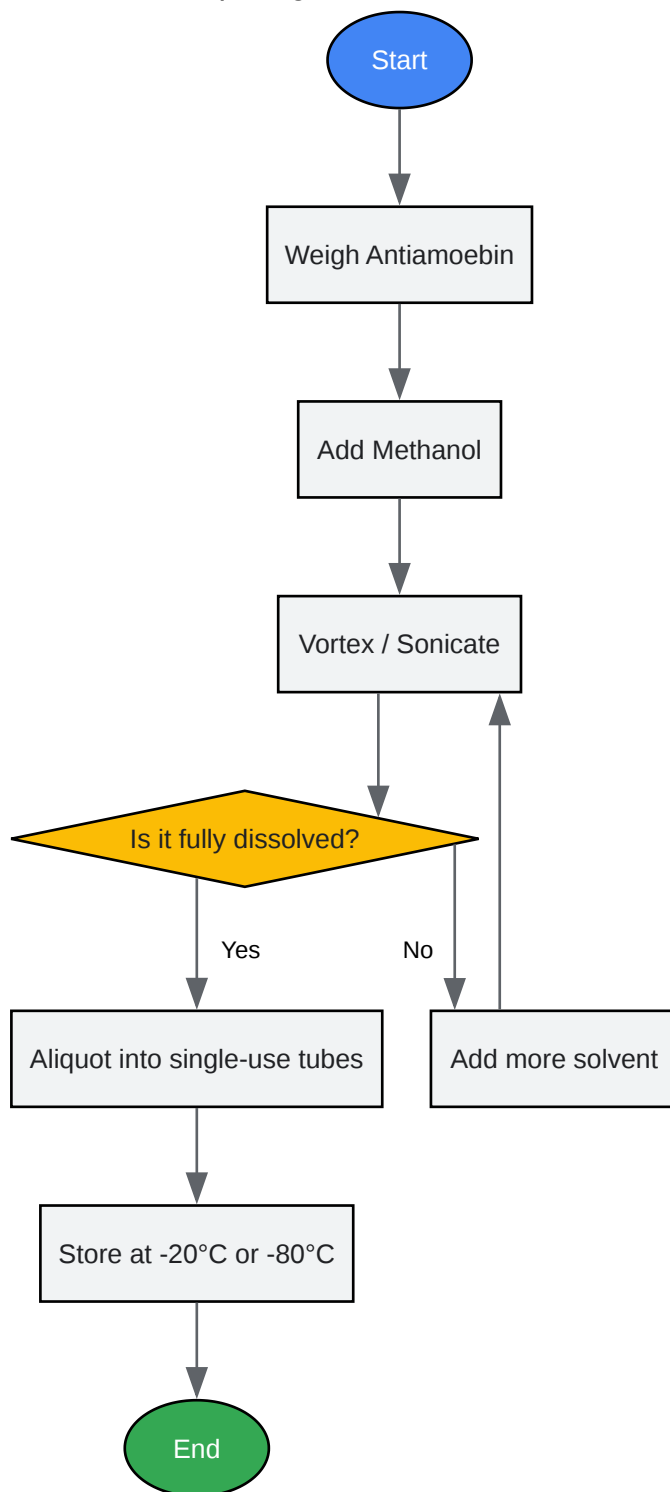 Start
Weigh Antiamoebin
Add Methanol
Vortex / Sonicate
Is it fully dissolved?
Yes
No
Aliquot into single-use tubes
Add more solvent
Store at -20°C or -80°C
End